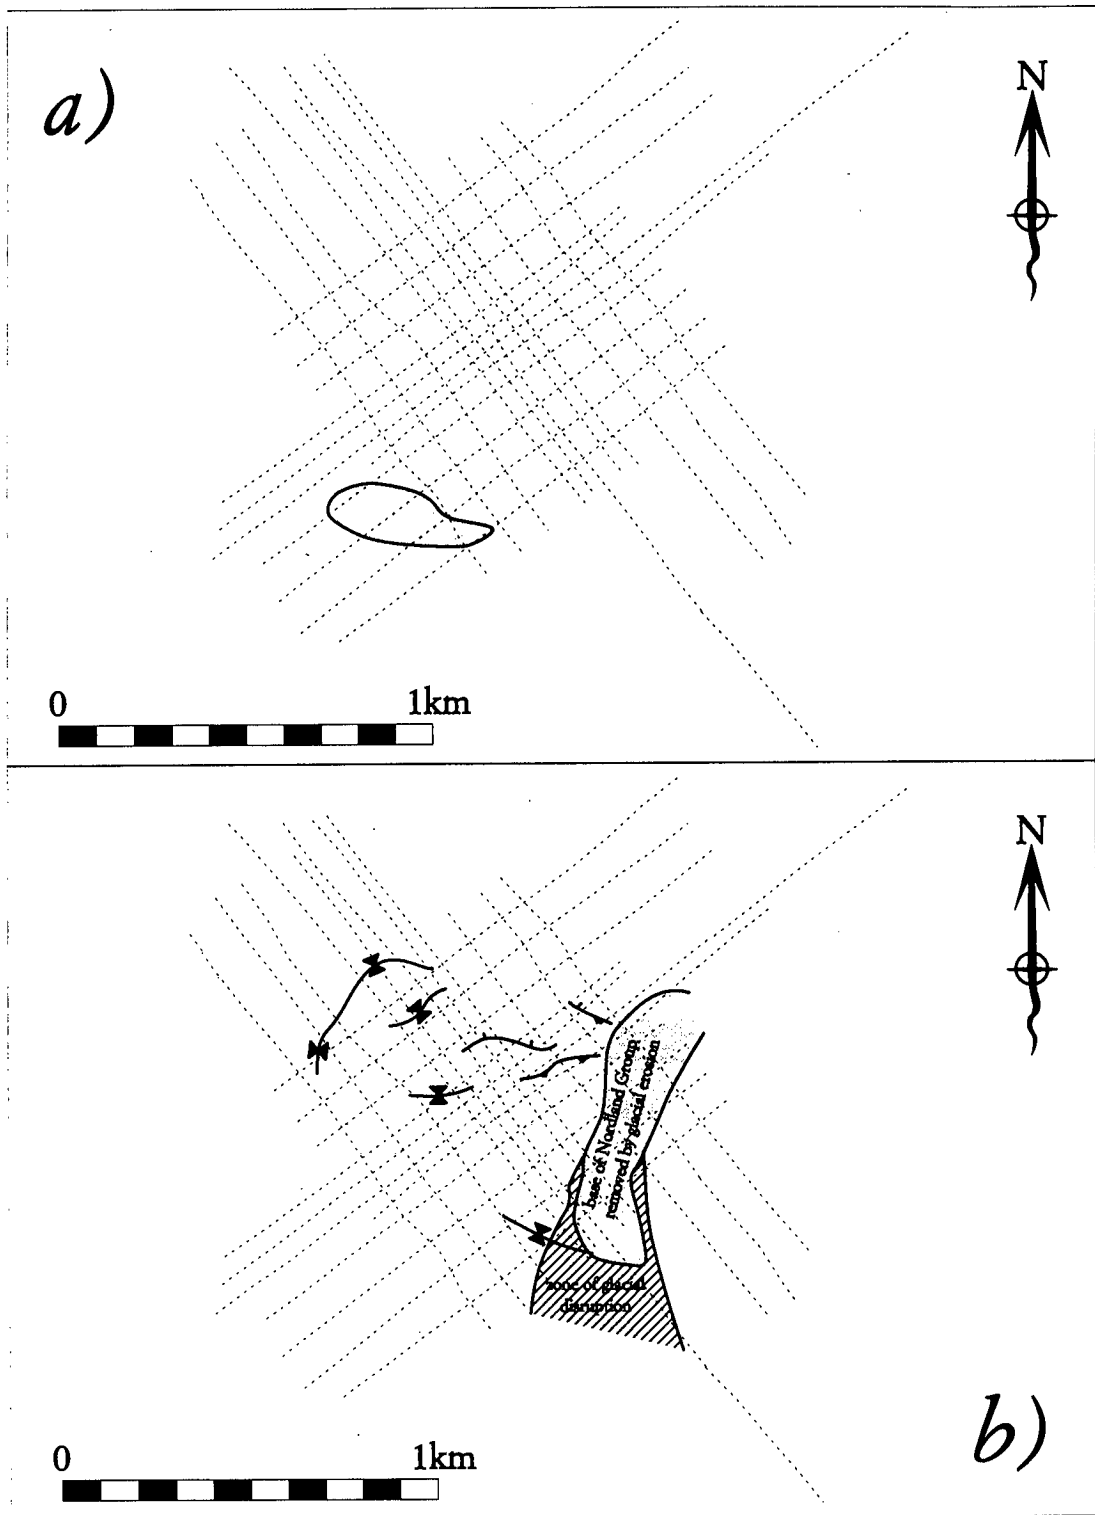 a)
N
0 1km
N
base of Nordland Group
removed by glacial erosion
zone of glacial
disruption
0 1km
b)